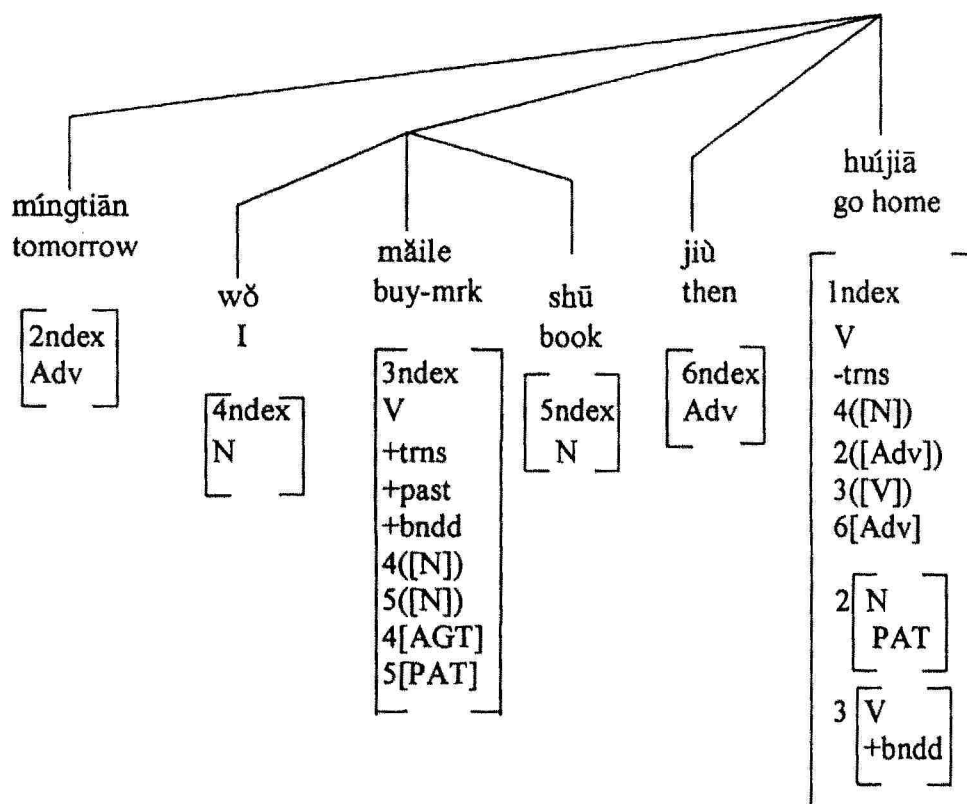 míngtiān
tomorrow
2ndex
Adv
wǒ
I
4ndex
N
mǎile
buy-mrk
3ndex
V
+trns
+past
+bndd
4([N])
5([N])
4[AGT]
5[PAT]
shū
book
5ndex
N
jiù
then
6ndex
Adv
huíjiā
go home
1ndex
V
-trns
4([N])
2([Adv])
3([V])
6[Adv]
2 [N
PAT]
3 [V
+bndd]